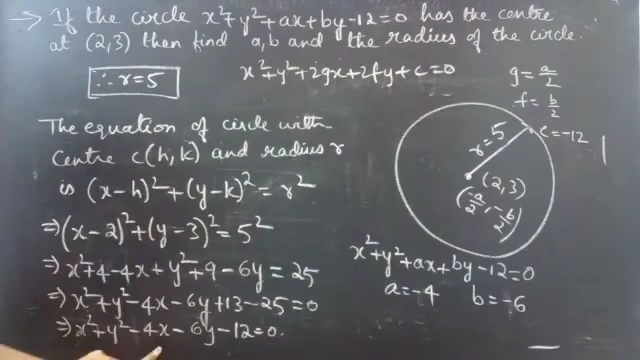 → If the circle x²+y²+ax+by-12=0 has the centre
at (2,3) then find a,b and the radius of the circle.
∴ r=5
x²+y²+2gx+2fy+c=0
g=a/2
f=b/2
c=-12
The equation of circle with
centre c(h,k) and radius r
is (x-h)²+(y-k)²=r²
⇒(x-2)²+(y-3)²=5²
⇒x²+4-4x+y²+9-6y=25
⇒x²+y²-4x-6y+13-25=0
⇒x²+y²-4x-6y-12=0.
r=5
(2,3)
(-a/2, -b/2)
x²+y²+ax+by-12=0
a=-4 b=-6